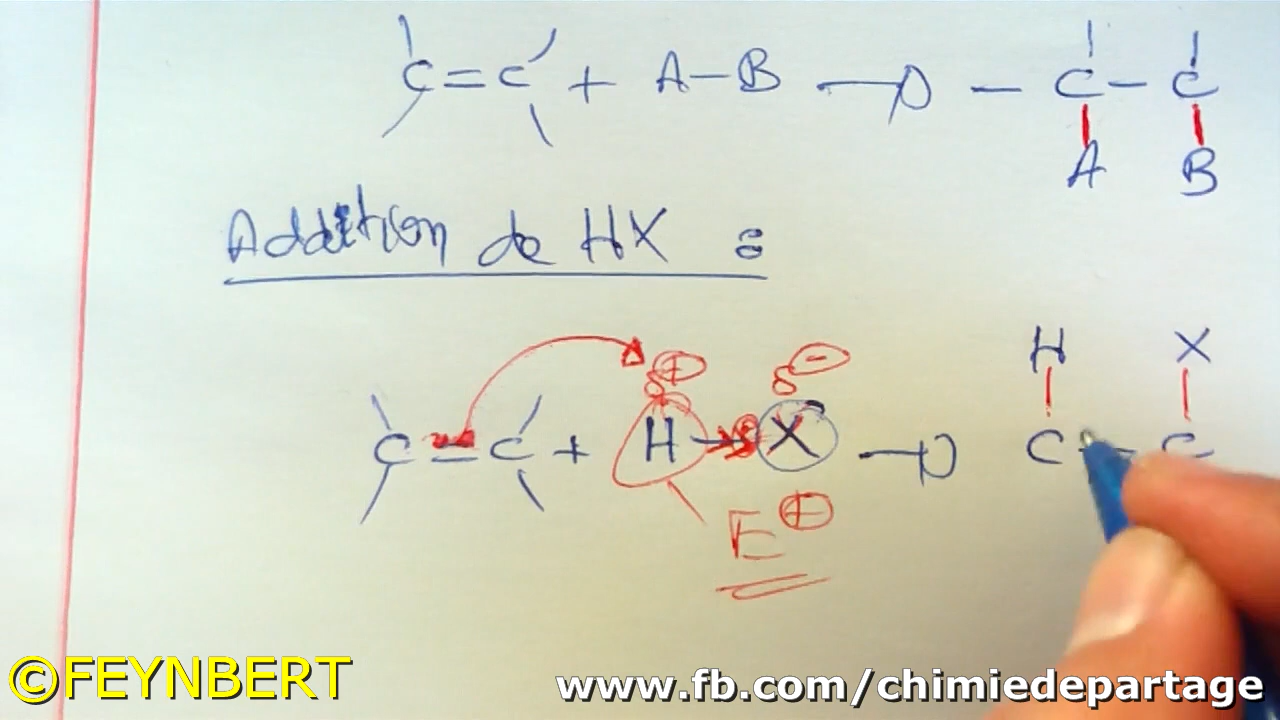 C=C + A-B → -C-C
A B
Addition de HX :
H X
δ⊕ δ⊖
C=C + H-X → C-C
E⊕
©FEYNBERT
www.fb.com/chimiedepartage